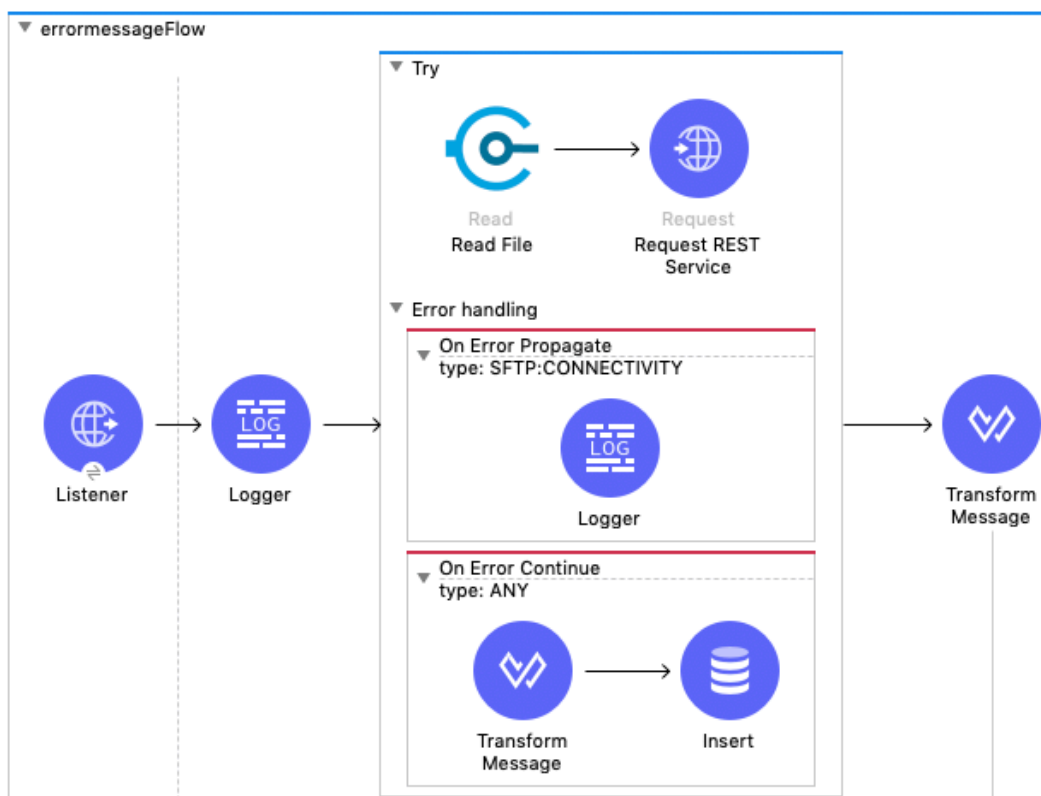 errormessageFlow
Try
Read
Read File
Request
Request REST
Service
Error handling
On Error Propagate
type: SFTP:CONNECTIVITY
LOG
Logger
Listener
LOG
Logger
Transform
Message
On Error Continue
type: ANY
Transform
Message
Insert